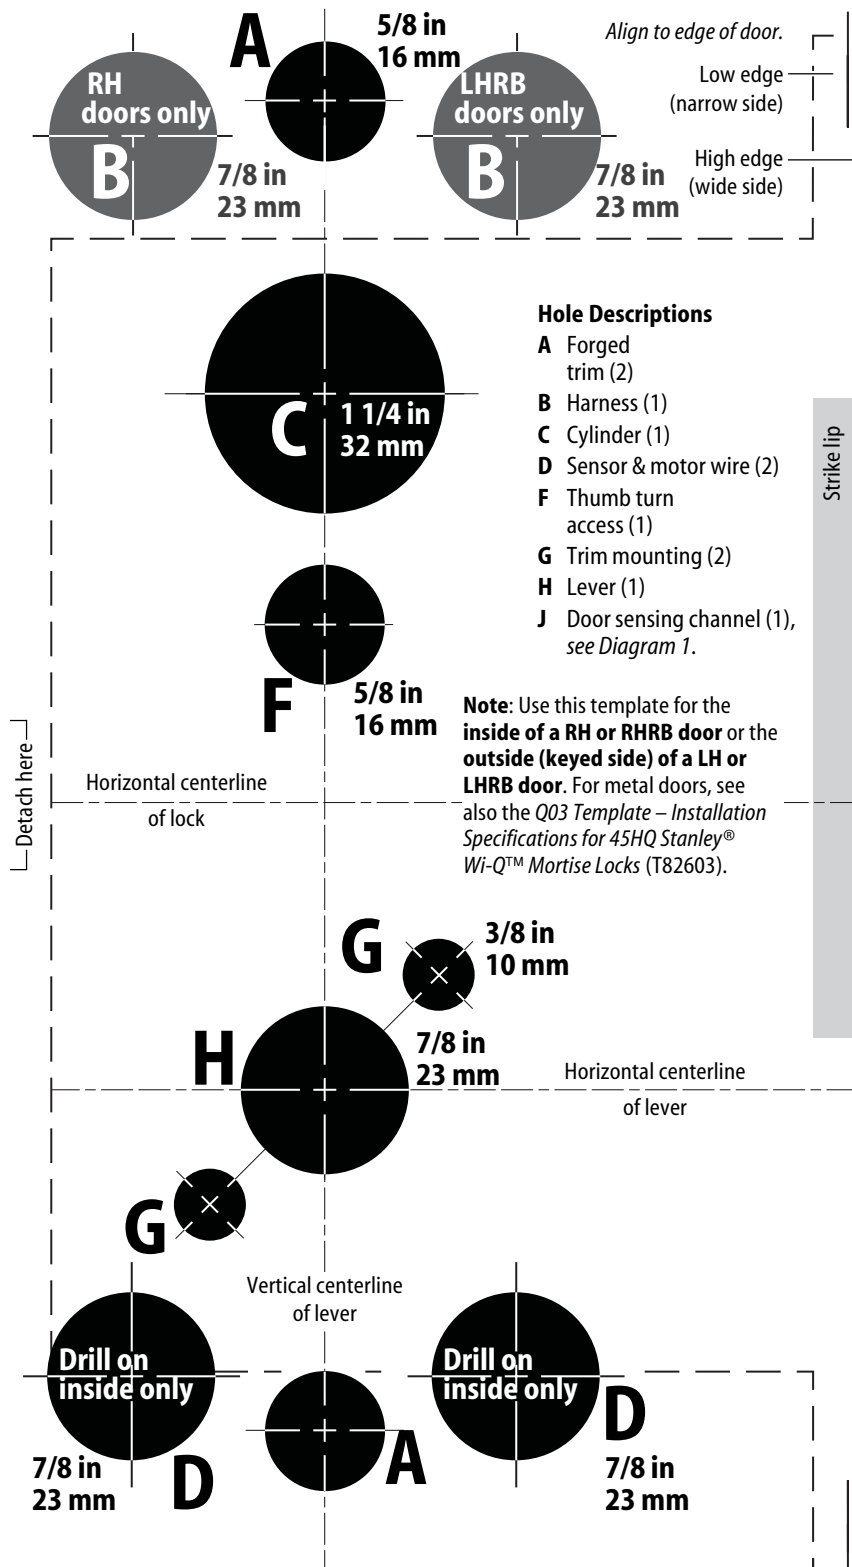 A
5/8 in
16 mm
Align to edge of door.
RH
doors only
B
7/8 in
23 mm
LHRB
doors only
B
7/8 in
23 mm
Low edge
(narrow side)
High edge
(wide side)
C
1 1/4 in
32 mm
Hole Descriptions
A Forged
trim (2)
B Harness (1)
C Cylinder (1)
D Sensor & motor wire (2)
F Thumb turn
access (1)
G Trim mounting (2)
H Lever (1)
J Door sensing channel (1),
see Diagram 1.
Strike lip
F
5/8 in
16 mm
Note: Use this template for the
inside of a RH or RHRB door or the
outside (keyed side) of a LH or
LHRB door. For metal doors, see
also the Q03 Template – Installation
Specifications for 45HQ Stanley®
Wi-Q™ Mortise Locks (T82603).
Detach here
Horizontal centerline
of lock
G
3/8 in
10 mm
H
7/8 in
23 mm
Horizontal centerline
of lever
G
Vertical centerline
of lever
Drill on
inside only
7/8 in
23 mm
D
A
Drill on
inside only
D
7/8 in
23 mm